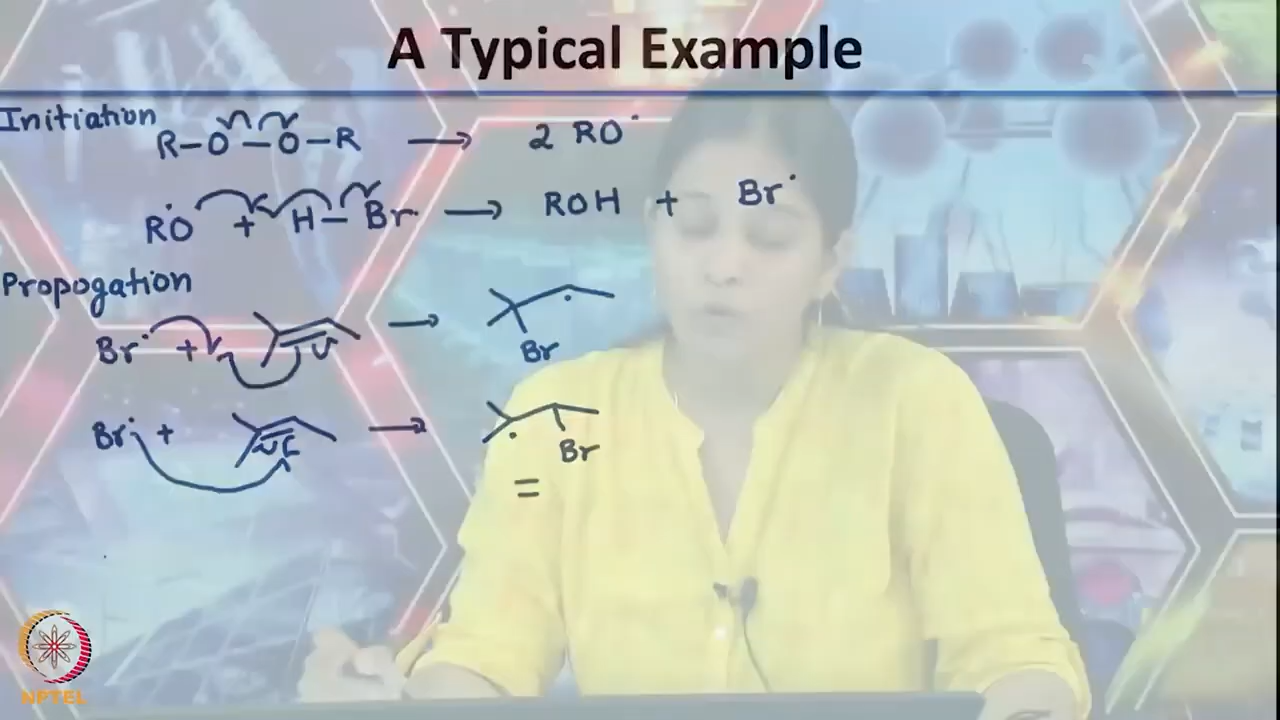 A Typical Example
Initiation
R-O-O-R → 2 RO•
RO• + H-Br → ROH + Br•
Propogation
Br• + → Br
Br• + → Br
=
NPTEL